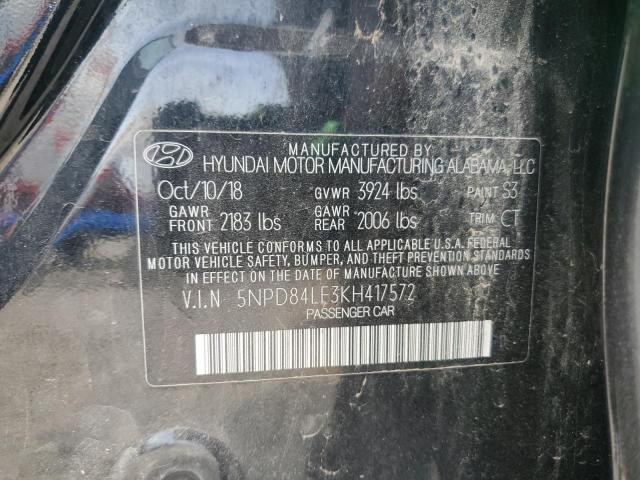 MANUFACTURED BY
HYUNDAI MOTOR MANUFACTURING ALABAMA, LLC
Oct/10/18 GVWR 3924 lbs PAINT S3
GAWR FRONT 2183 lbs GAWR REAR 2006 lbs TRIM CT
THIS VEHICLE CONFORMS TO ALL APPLICABLE U.S.A. FEDERAL
MOTOR VEHICLE SAFETY, BUMPER, AND THEFT PREVENTION STANDARDS
IN EFFECT ON THE DATE OF MANUFACTURE SHOWN ABOVE
V.I.N 5NPD84LF3KH417572
PASSENGER CAR